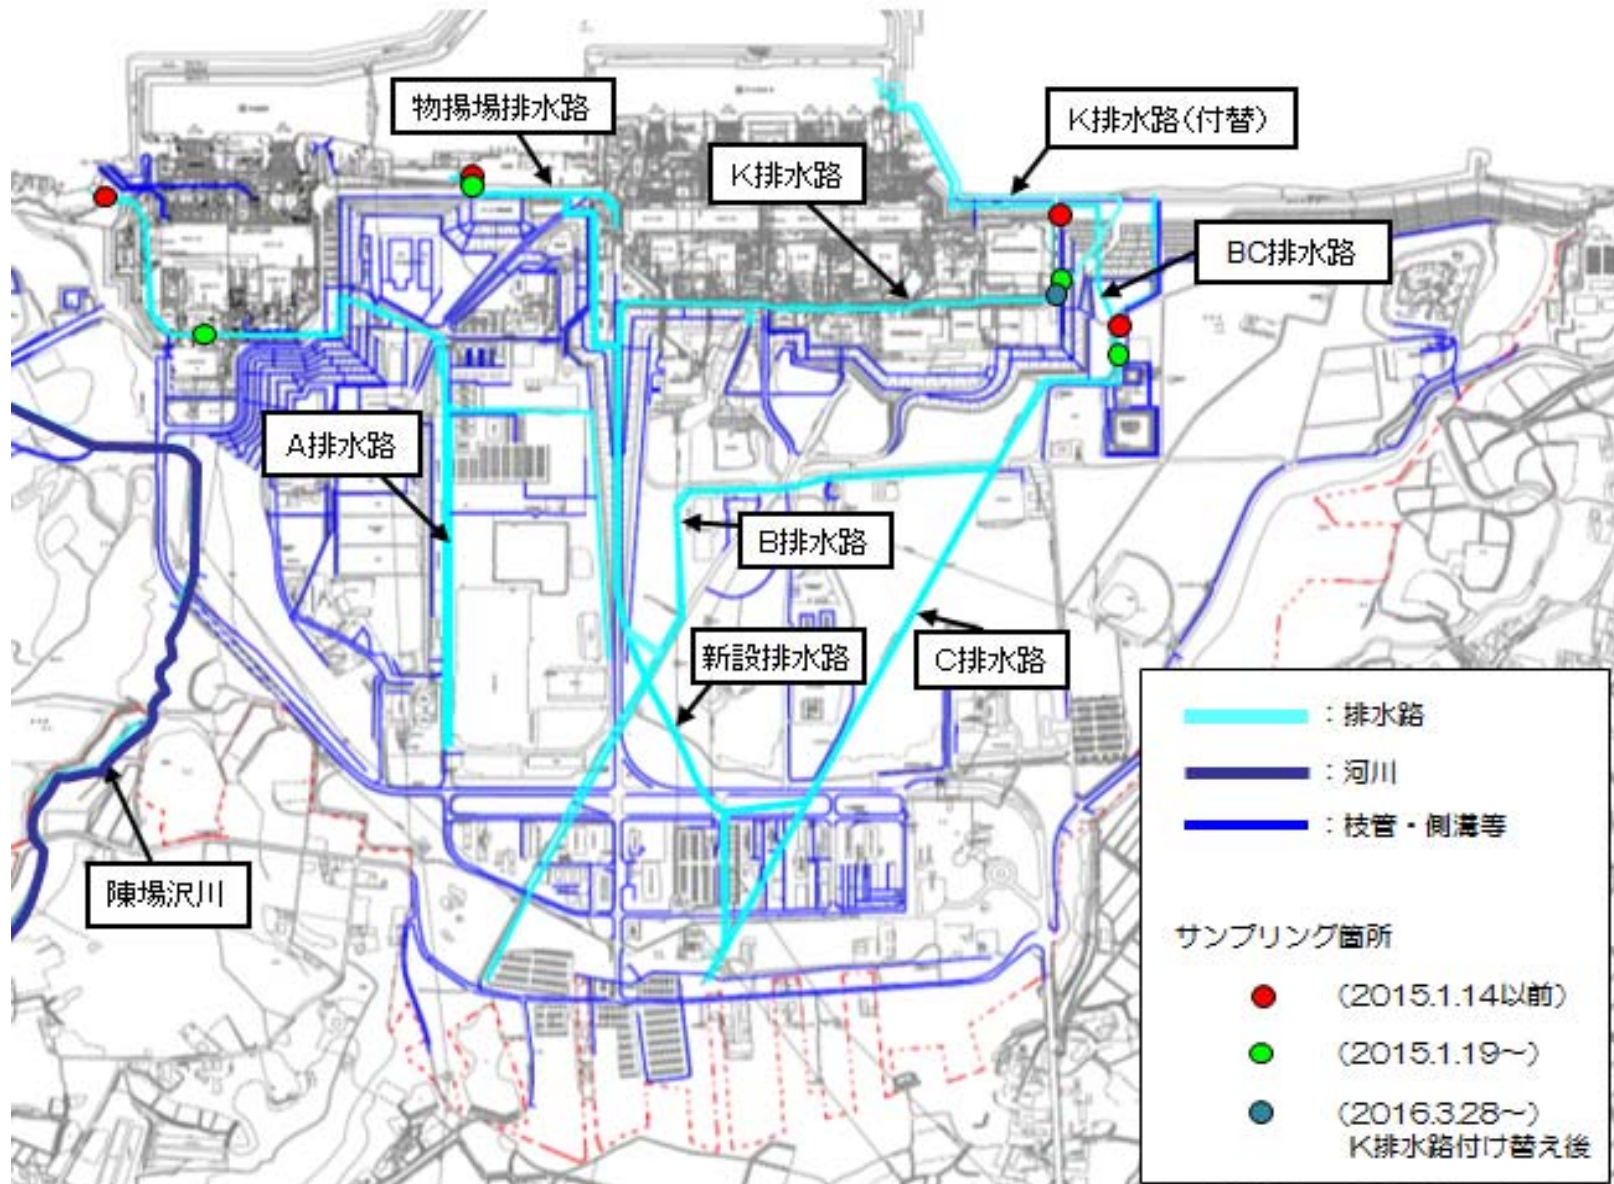 物揚場排水路
K排水路(付替)
K排水路
BC排水路
A排水路
B排水路
新設排水路
C排水路
陳場沢川
:排水路
:河川
:枝管・側溝等
サンプリング箇所
(2015.1.14以前)
(2015.1.19〜)
(2016.3.28〜)
K排水路付け替え後